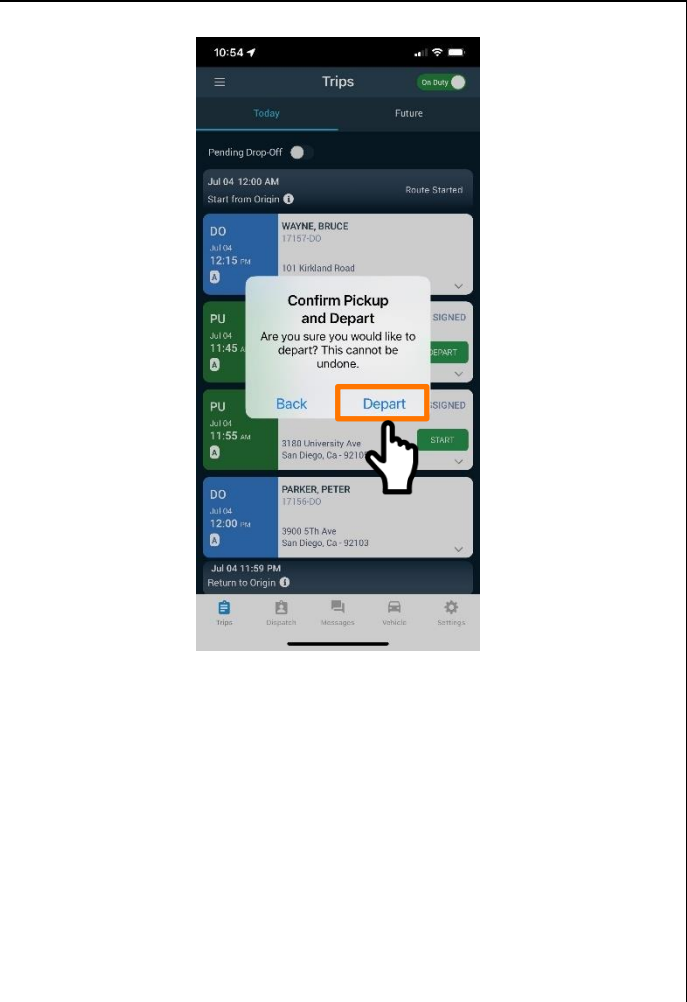 10:54
Trips
On Duty
Today
Future
Pending Drop-Off
Jul 04 12:00 AM
Start from Origin
Route Started
DO
Jul 04
12:15 PM
A
WAYNE, BRUCE
17157-DO
101 Kirkland Road
PU
Jul 04
11:45
A
SIGNED
DEPART
Confirm Pickup
and Depart
Are you sure you would like to
depart? This cannot be
undone.
Back
Depart
PU
Jul 04
11:55 AM
A
SSIGNED
START
3180 University Ave
San Diego, Ca - 9210
DO
Jul 04
12:00 PM
A
PARKER, PETER
17156-DO
3900 5Th Ave
San Diego, Ca - 92103
Jul 04 11:59 PM
Return to Origin
Trips
Dispatch
Messages
Vehicle
Settings